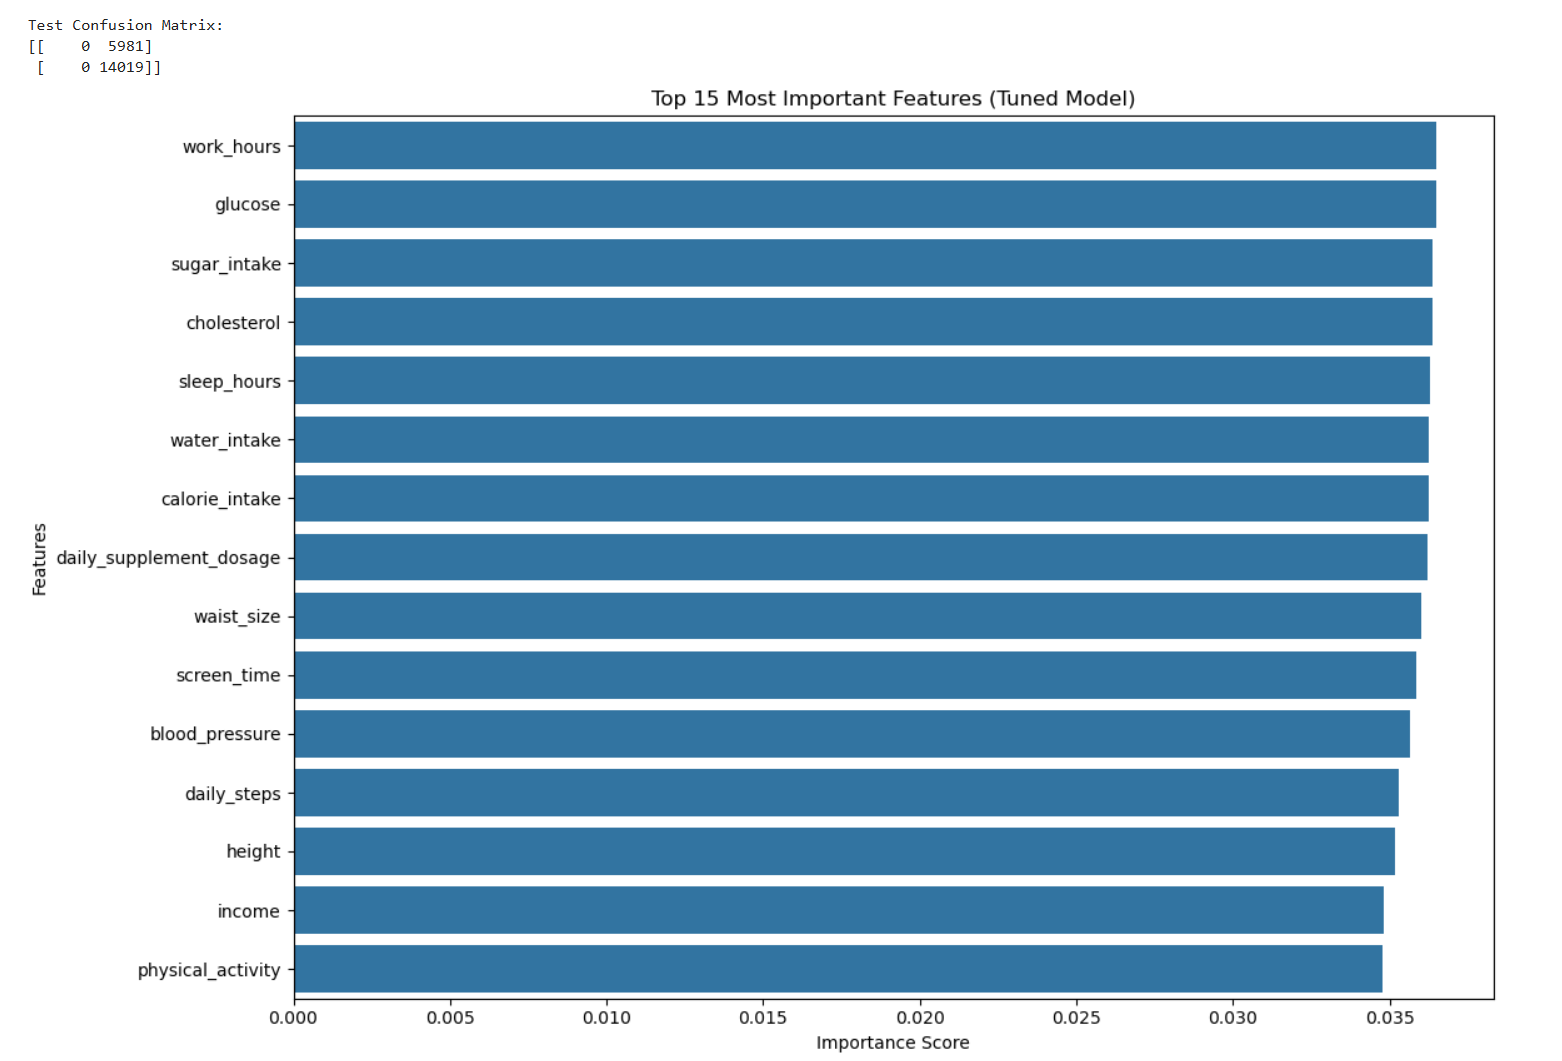 Test Confusion Matrix:
[[    0  5981]
 [    0 14019]]
Top 15 Most Important Features (Tuned Model)
work_hours
glucose
sugar_intake
cholesterol
sleep_hours
water_intake
calorie_intake
daily_supplement_dosage
waist_size
screen_time
blood_pressure
daily_steps
height
income
physical_activity
Features
0.000 0.005 0.010 0.015 0.020 0.025 0.030 0.035
Importance Score